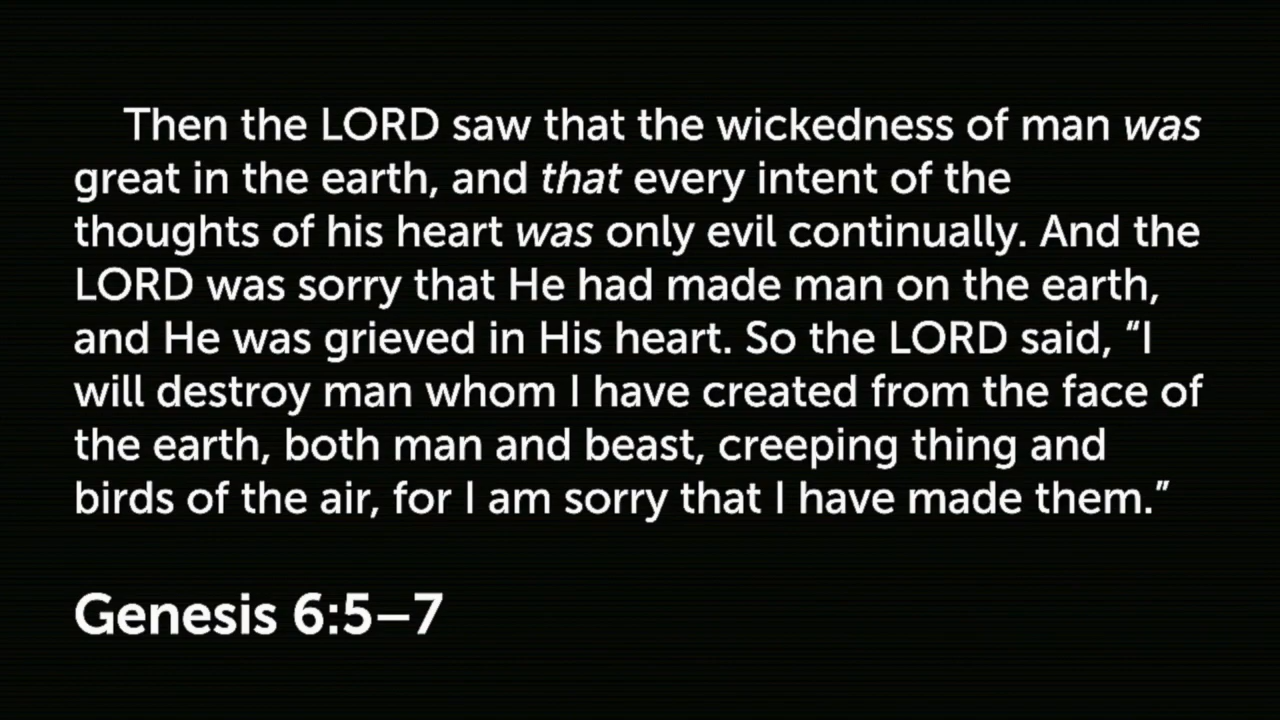 Then the LORD saw that the wickedness of man was
great in the earth, and that every intent of the
thoughts of his heart was only evil continually. And the
LORD was sorry that He had made man on the earth,
and He was grieved in His heart. So the LORD said, “I
will destroy man whom I have created from the face of
the earth, both man and beast, creeping thing and
birds of the air, for I am sorry that I have made them.”
Genesis 6:5–7